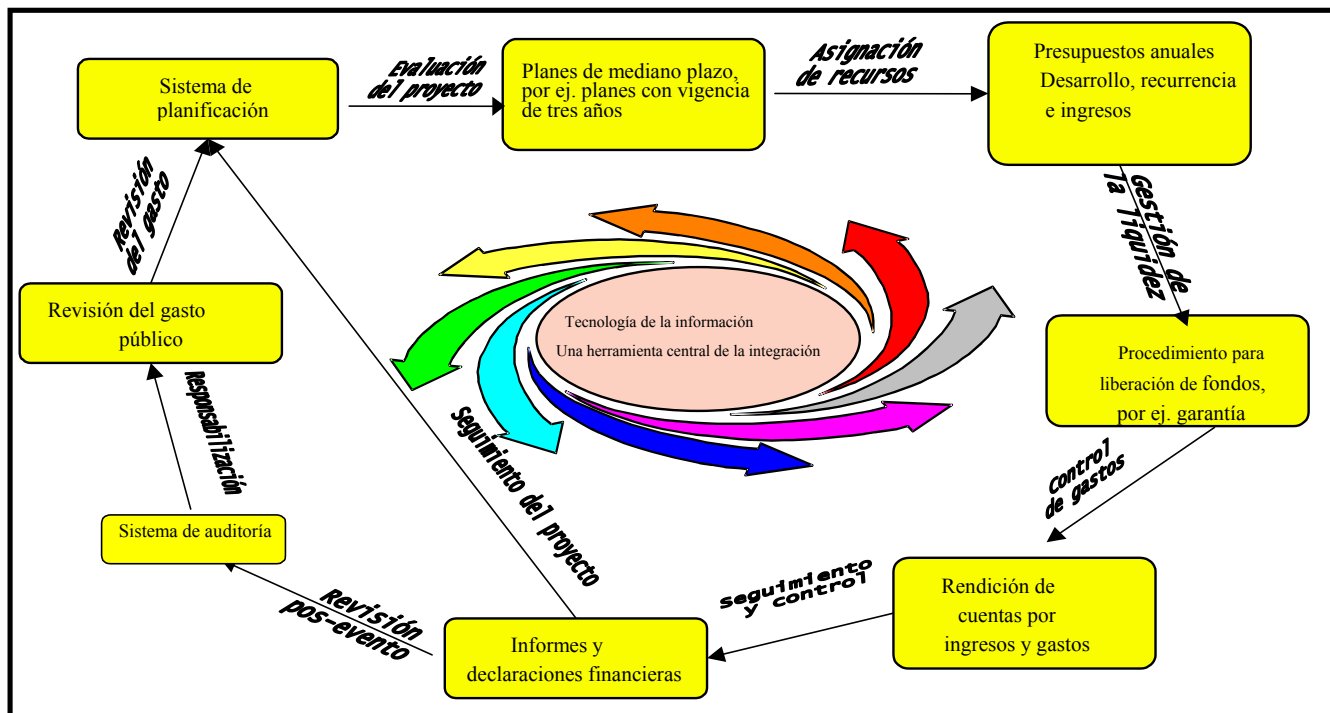 Sistema de
planificación
Evaluación
del proyecto
Planes de mediano plazo,
por ej. planes con vigencia
de tres años
Asignación
de recursos
Presupuestos anuales
Desarrollo, recurrencia
e ingresos
Gestión de
la liquidez
Procedimiento para
liberación de fondos,
por ej. garantía
Control
de gastos
Rendición de
cuentas por
ingresos y gastos
Seguimiento
y control
Informes y
declaraciones financieras
Seguimiento del proyecto
Revisión
pos-evento
Sistema de auditoría
Responsabilización
Revisión del gasto
público
Revisión
del gasto
Tecnología de la información
Una herramienta central de la integración